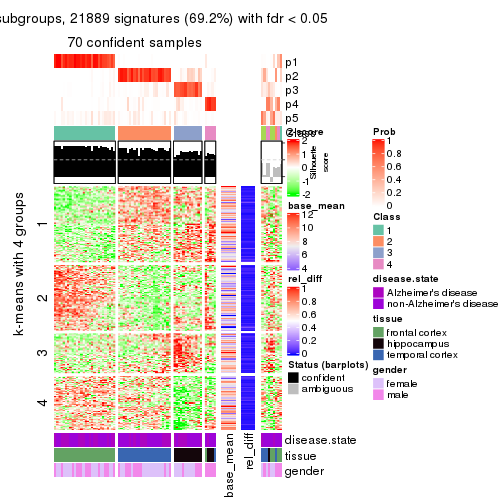 subgroups, 21889 signatures (69.2%) with fdr < 0.05
70 confident samples
p1
p2
p3
p4
p5
Class
Silhouette
score
k-means with 4 groups
1
2
3
4
base_mean
rel_diff
disease.state
tissue
gender
Z-score
2
1
0
-1
-2
base_mean
12
10
8
6
4
rel_diff
1
0.8
0.6
0.4
0.2
0
Status (barplots)
confident
ambiguous
Prob
1
0.8
0.6
0.4
0.2
0
Class
1
2
3
4
disease.state
Alzheimer's disease
non-Alzheimer's disease
tissue
frontal cortex
hippocampus
temporal cortex
gender
female
male